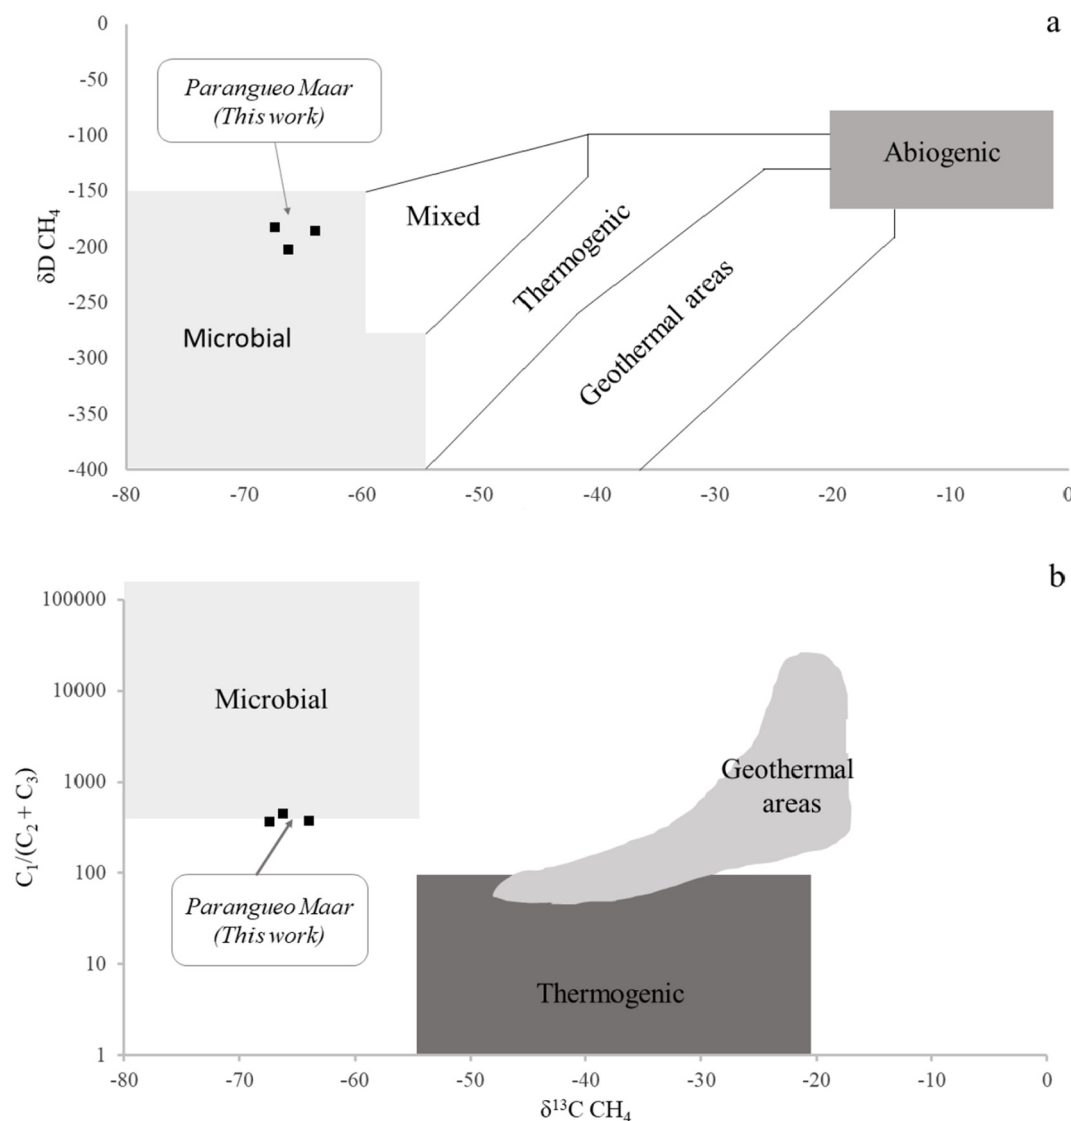 a
0
-50
-100
-150
-200
-250
-300
-350
-400
δD CH₄
Parangueo Maar
(This work)
Abiogenic
Mixed
Thermogenic
Geothermal areas
Microbial
-80 -70 -60 -50 -40 -30 -20 -10 0
b
100000
10000
1000
100
10
1
C₁/(C₂ + C₃)
Microbial
Geothermal
areas
Parangueo Maar
(This work)
Thermogenic
-80 -70 -60 -50 -40 -30 -20 -10 0
δ¹³C CH₄